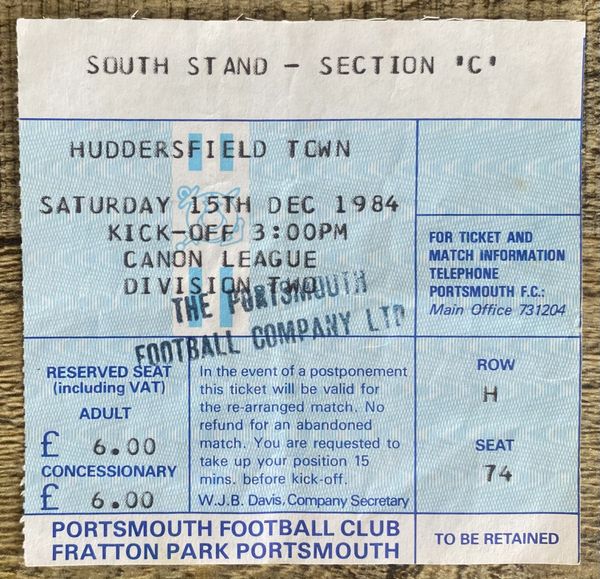 SOUTH STAND - SECTION 'C'
HUDDERSFIELD TOWN
SATURDAY 15TH DEC 1984
KICK-OFF 3:00PM
CANON LEAGUE
DIVISION TWO
THE PORTSMOUTH
FOOTBALL COMPANY LTD
FOR TICKET AND
MATCH INFORMATION
TELEPHONE
PORTSMOUTH F.C.:
Main Office 731204
RESERVED SEAT
(including VAT)
ADULT
£ 6.00
CONCESSIONARY
£ 6.00
In the event of a postponement
this ticket will be valid for
the re-arranged match. No
refund for an abandoned
match. You are requested to
take up your position 15
mins. before kick-off.
W.J.B. Davis, Company Secretary
ROW
H
SEAT
74
PORTSMOUTH FOOTBALL CLUB
FRATTON PARK PORTSMOUTH
TO BE RETAINED